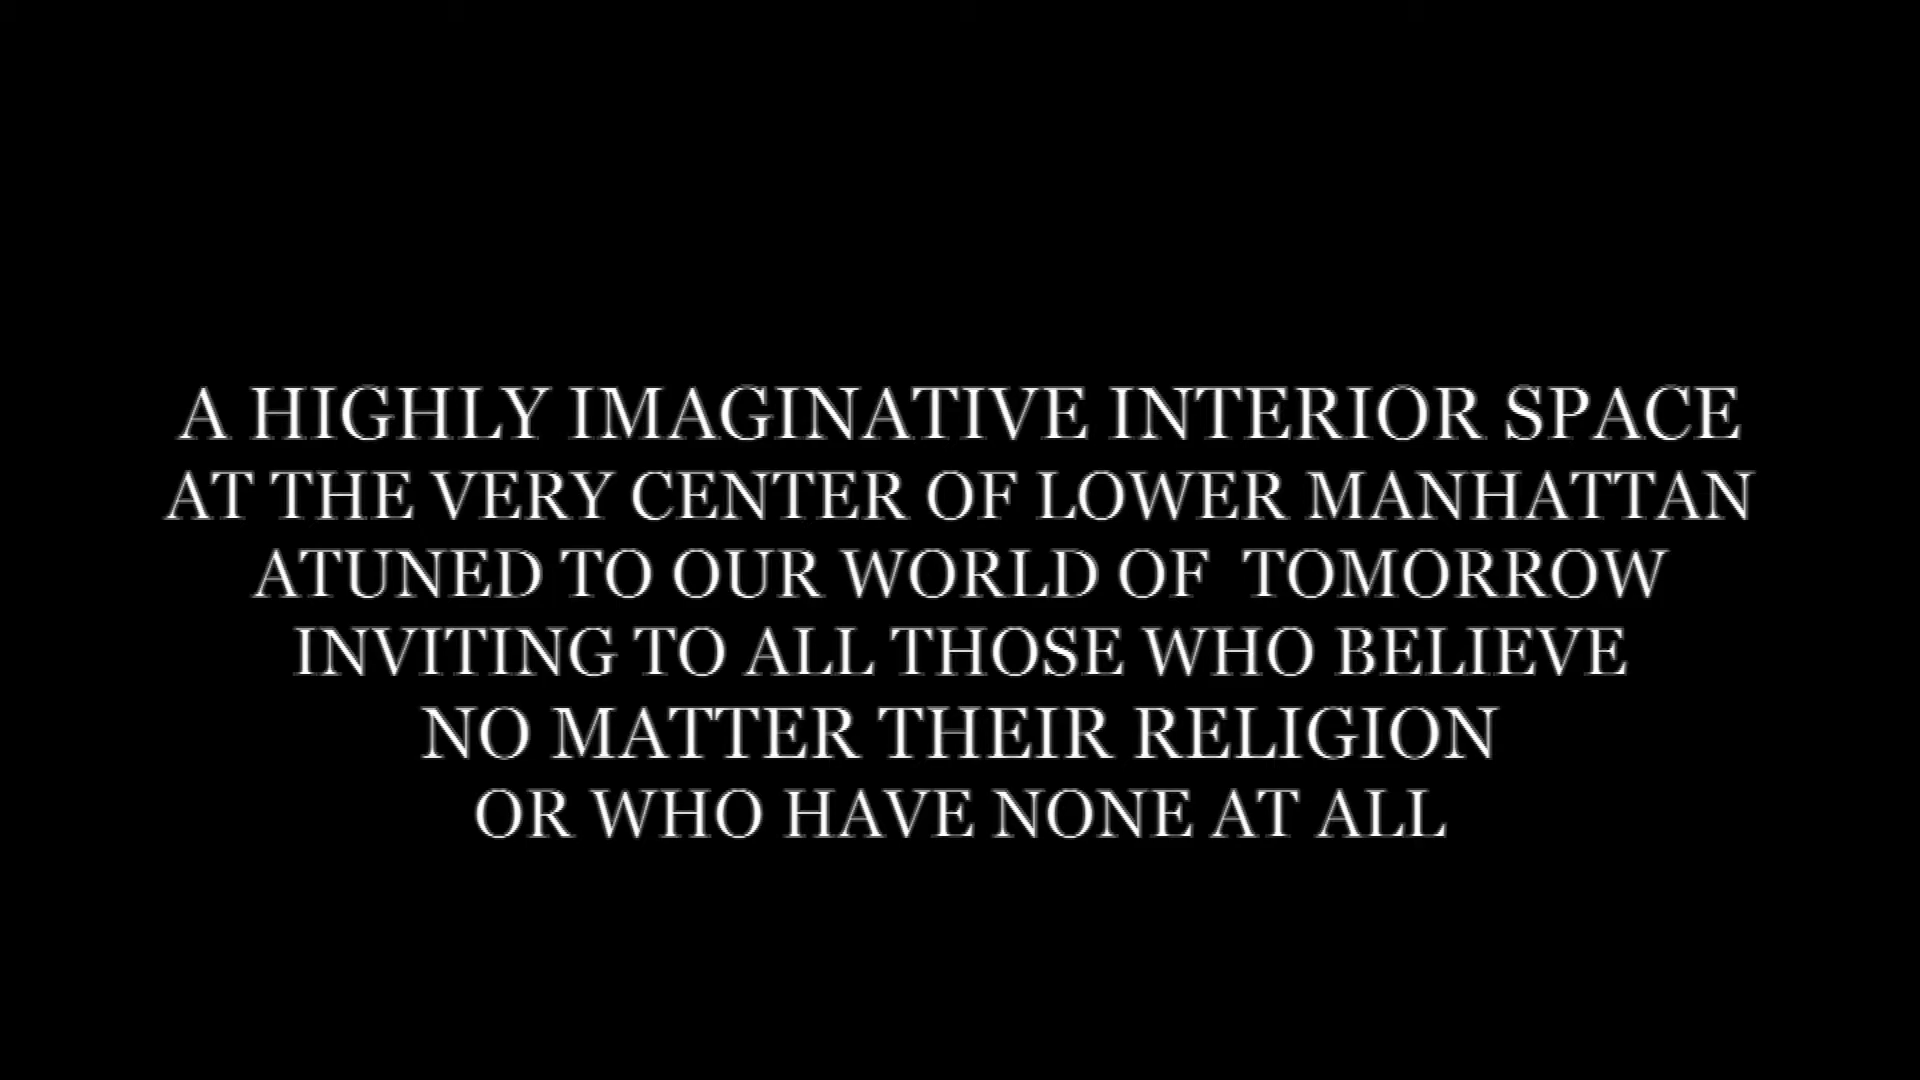 A HIGHLY IMAGINATIVE INTERIOR SPACE
AT THE VERY CENTER OF LOWER MANHATTAN
ATUNED TO OUR WORLD OF  TOMORROW
INVITING TO ALL THOSE WHO BELIEVE
NO MATTER THEIR RELIGION
OR WHO HAVE NONE AT ALL